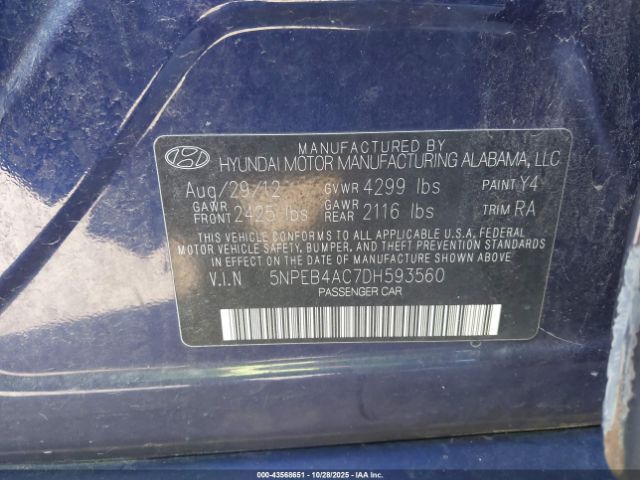 MANUFACTURED BY
HYUNDAI MOTOR MANUFACTURING ALABAMA, LLC
Aug/29/12 GVWR 4299 lbs PAINT Y4
GAWR FRONT 2425 lbs GAWR REAR 2116 lbs TRIM RA
THIS VEHICLE CONFORMS TO ALL APPLICABLE U.S.A. FEDERAL
MOTOR VEHICLE SAFETY, BUMPER, AND THEFT PREVENTION STANDARDS
IN EFFECT ON THE DATE OF MANUFACTURE SHOWN ABOVE
V.I.N 5NPEB4AC7DH593560
PASSENGER CAR
000-43568651 | 10/28/2025 | © IAA Holdings, LLC